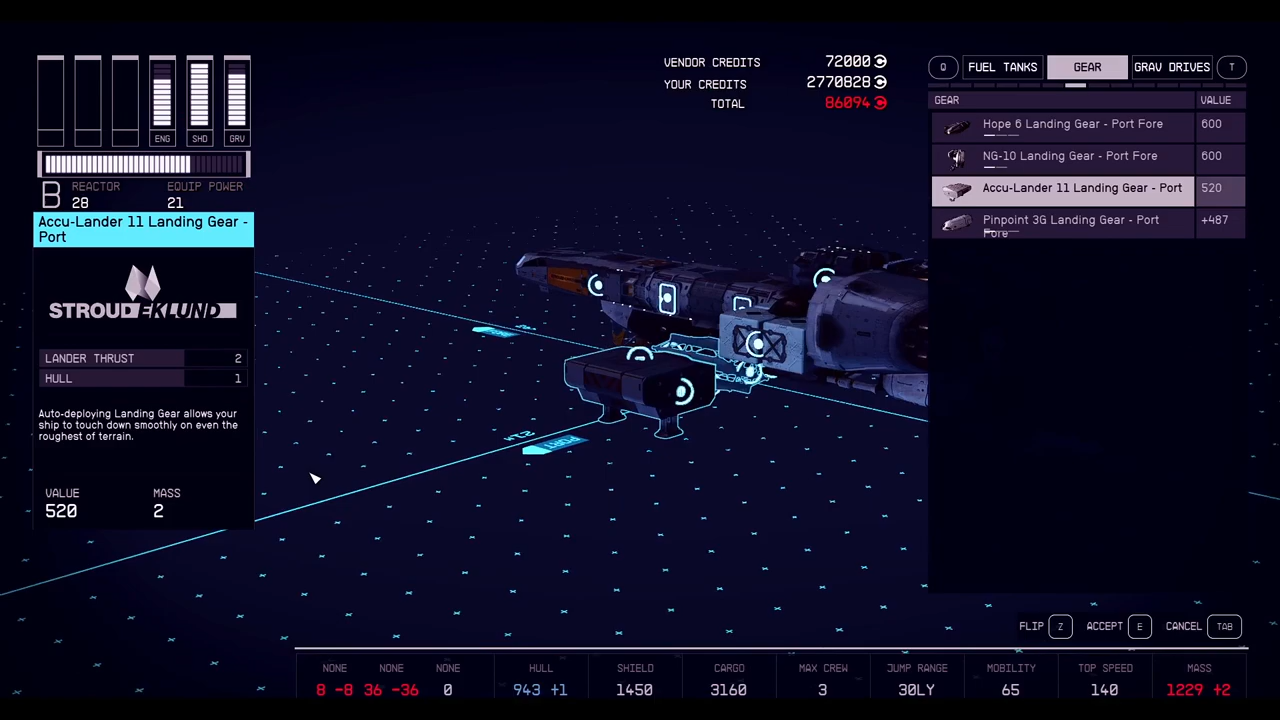 VENDOR CREDITS 72000
YOUR CREDITS 2770828
TOTAL 86094
Q FUEL TANKS GEAR GRAV DRIVES T
GEAR VALUE
Hope 6 Landing Gear - Port Fore 600
NG-10 Landing Gear - Port Fore 600
Accu-Lander 11 Landing Gear - Port 520
Pinpoint 3G Landing Gear - Port +487
Fore
ENG SHD GRV
B REACTOR EQUIP POWER
28 21
Accu-Lander 11 Landing Gear -
Port
STROUD EKLUND
LANDER THRUST 2
HULL 1
Auto-deploying Landing Gear allows your
ship to touch down smoothly on even the
roughest of terrain.
VALUE MASS
520 2
PORT
FLIP Z ACCEPT E CANCEL TAB
NONE NONE NONE HULL SHIELD CARGO MAX CREW JUMP RANGE MOBILITY TOP SPEED MASS
8 -8 36 -36 0 943 +1 1450 3160 3 30LY 65 140 1229 +2